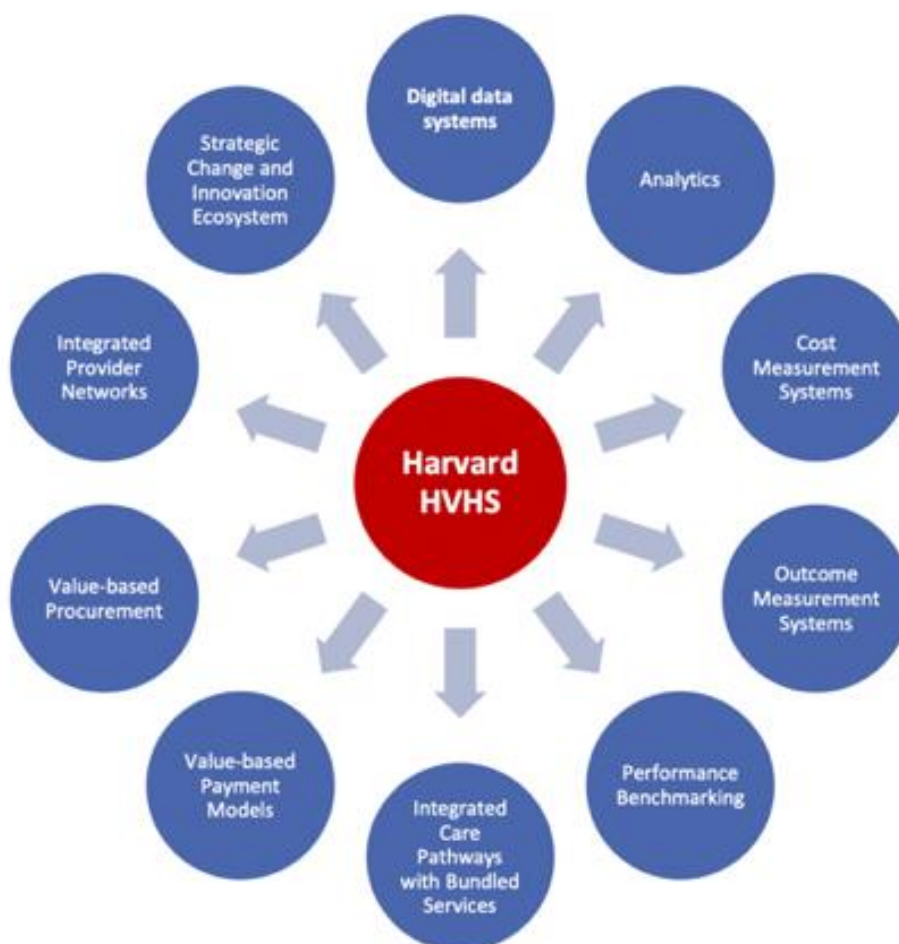 Digital data
systems
Analytics
Cost
Measurement
Systems
Outcome
Measurement
Systems
Performance
Benchmarking
Integrated
Care
Pathways
with Bundled
Services
Value-based
Payment
Models
Value-based
Procurement
Integrated
Provider
Networks
Strategic
Change and
Innovation
Ecosystem
Harvard
HVHS